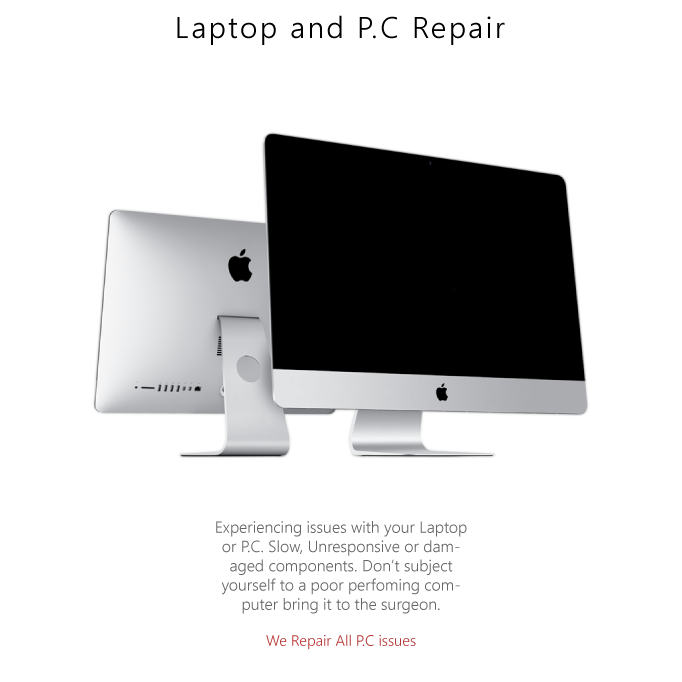 Laptop and P.C Repair
Experiencing issues with your Laptop
or P.C. Slow, Unresponsive or dam-
aged components. Don't subject
yourself to a poor perfoming com-
puter bring it to the surgeon.
We Repair All P.C issues